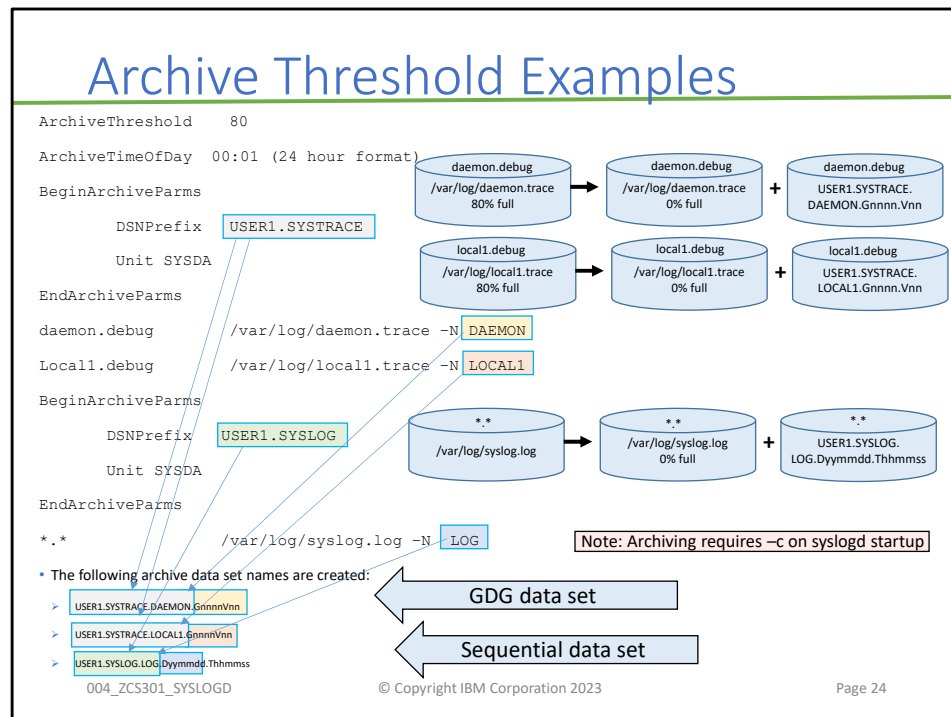 Archive Threshold Examples
ArchiveThreshold 80
ArchiveTimeOfDay 00:01 (24 hour format)
BeginArchiveParms
DSNPrefix USER1.SYSTRACE
Unit SYSDA
EndArchiveParms
daemon.debug /var/log/daemon.trace -N DAEMON
Local1.debug /var/log/local1.trace -N LOCAL1
BeginArchiveParms
DSNPrefix USER1.SYSLOG
Unit SYSDA
EndArchiveParms
*.* /var/log/syslog.log -N LOG
daemon.debug
/var/log/daemon.trace
80% full
daemon.debug
/var/log/daemon.trace
0% full
+
daemon.debug
USER1.SYSTRACE.
DAEMON.Gnnnn.Vnn
local1.debug
/var/log/local1.trace
80% full
local1.debug
/var/log/local1.trace
0% full
+
local1.debug
USER1.SYSTRACE.
LOCAL1.Gnnnn.Vnn
*.*
/var/log/syslog.log
*.*
/var/log/syslog.log
0% full
+
*.*
USER1.SYSLOG.
LOG.Dyymmdd.Thhmmss
Note: Archiving requires –c on syslogd startup
• The following archive data set names are created:
➢ USER1.SYSTRACE.DAEMON.GnnnnVnn
➢ USER1.SYSTRACE.LOCAL1.GnnnnVnn
➢ USER1.SYSLOG.LOG.Dyymmdd.Thhmmss
GDG data set
Sequential data set
004_ZCS301_SYSLOGD © Copyright IBM Corporation 2023 Page 24